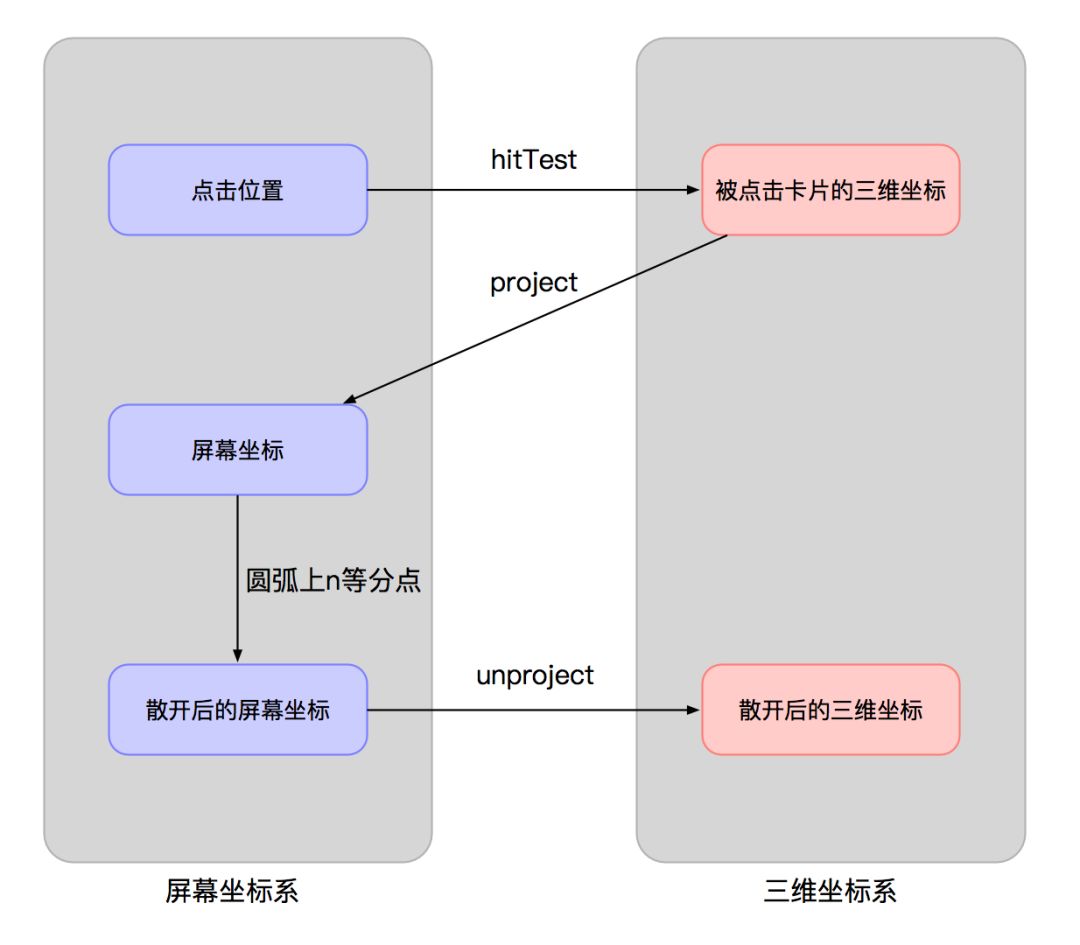 点击位置
hitTest
被点击卡片的三维坐标
project
屏幕坐标
圆弧上n等分点
散开后的屏幕坐标
unproject
散开后的三维坐标
屏幕坐标系
三维坐标系